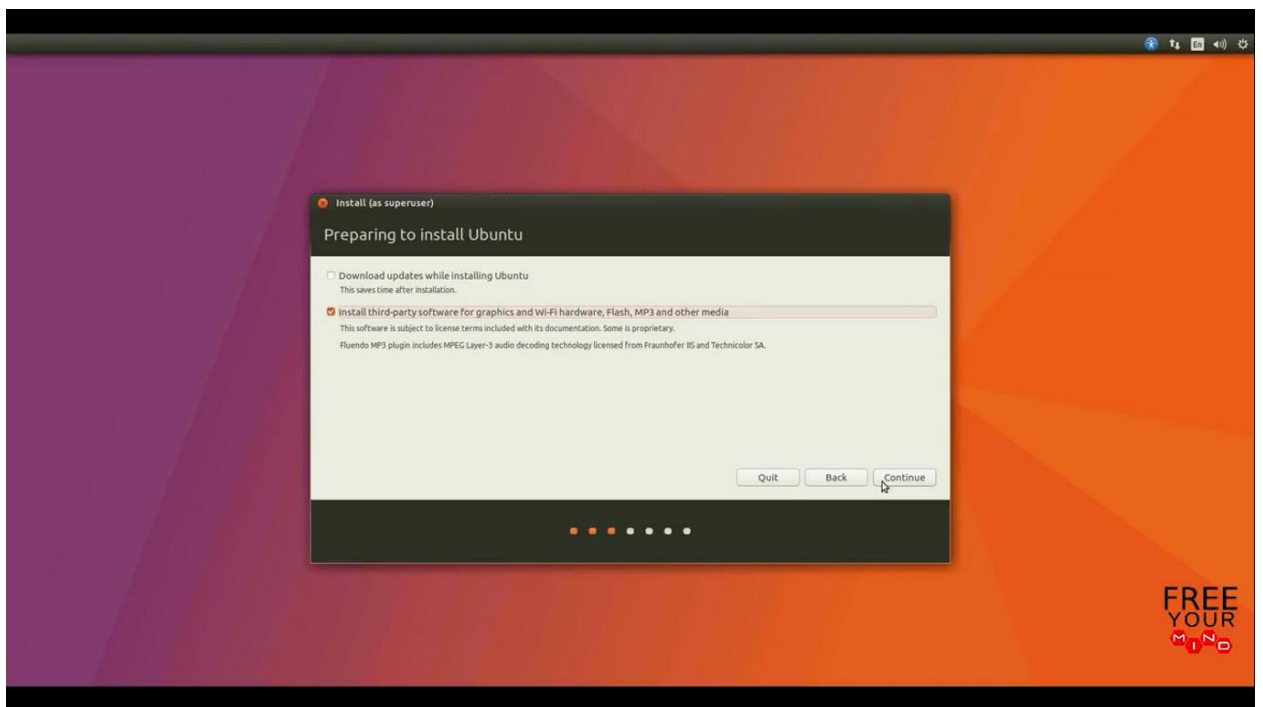 En
Install (as superuser)
Preparing to install Ubuntu
Download updates while installing Ubuntu
This saves time after installation.
Install third-party software for graphics and Wi-Fi hardware, Flash, MP3 and other media
This software is subject to license terms included with its documentation. Some is proprietary.
Fluendo MP3 plugin includes MPEG Layer-3 audio decoding technology licensed from Fraunhofer IIS and Technicolor SA.
Quit Back Continue
FREE
YOUR
MIND